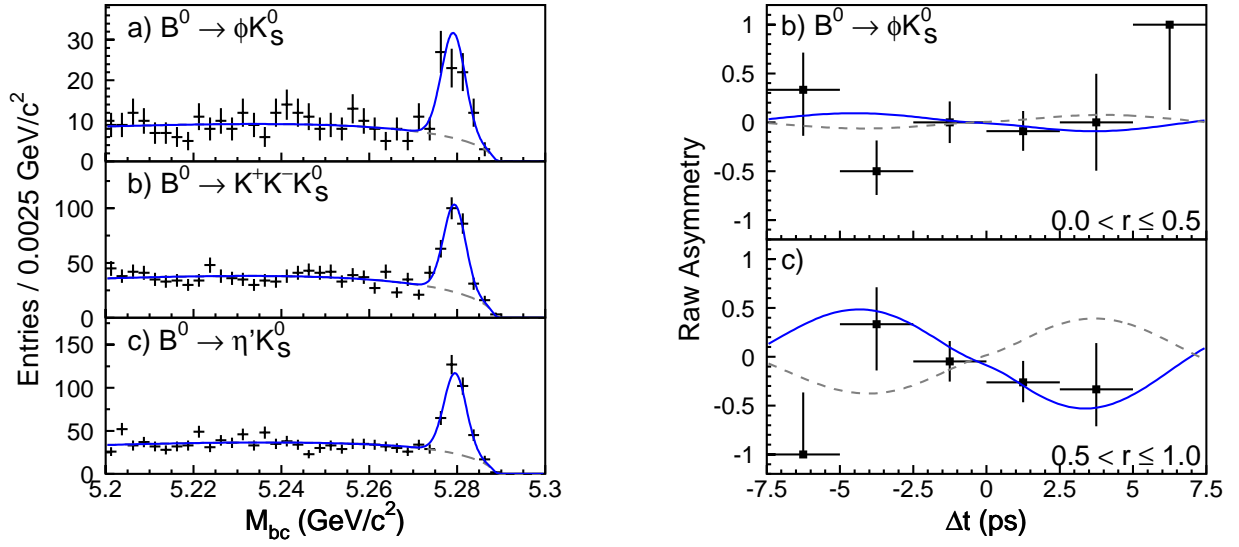 a) B⁰ → φK⁰S
30
20
10
0
b) B⁰ → K⁺K⁻K⁰S
100
50
0
c) B⁰ → η’K⁰S
150
100
50
0
5.2 5.22 5.24 5.26 5.28 5.3
Mbc (GeV/c²)
Entries / 0.0025 GeV/c²
b) B⁰ → φK⁰S
1
0.5
0
-0.5
-1
0.0 < r ≤ 0.5
c)
1
0.5
0
-0.5
-1
0.5 < r ≤ 1.0
-7.5 -5 -2.5 0 2.5 5 7.5
Δt (ps)
Raw Asymmetry